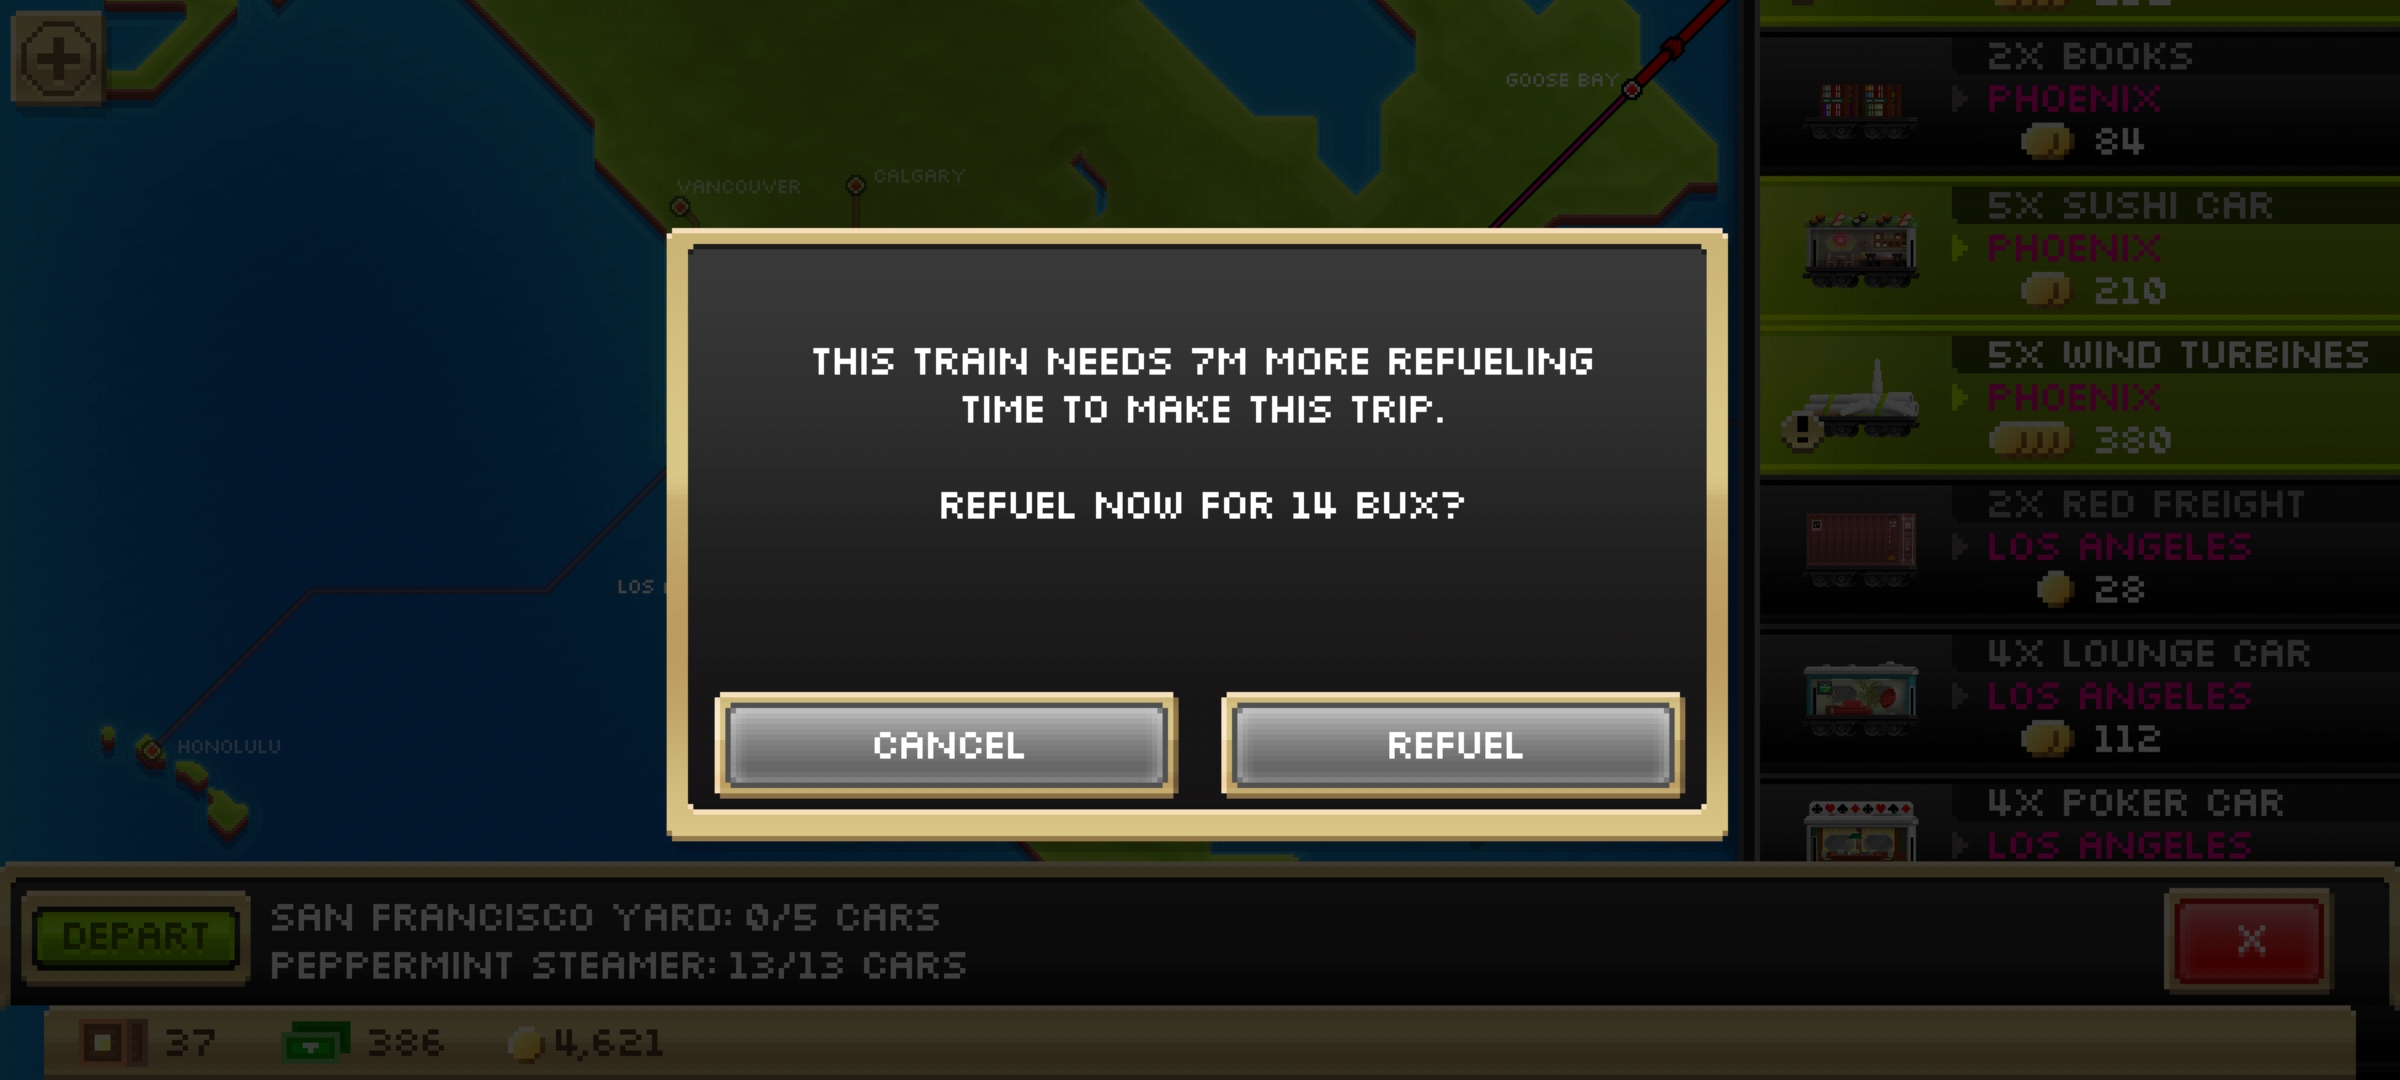 GOOSE BAY
VANCOUVER
CALGARY
LOS
HONOLULU
2X BOOKS
PHOENIX
84
5X SUSHI CAR
PHOENIX
210
5X WIND TURBINES
PHOENIX
380
2X RED FREIGHT
LOS ANGELES
28
4X LOUNGE CAR
LOS ANGELES
112
4X POKER CAR
LOS ANGELES
THIS TRAIN NEEDS 7M MORE REFUELING
TIME TO MAKE THIS TRIP.
REFUEL NOW FOR 14 BUX?
CANCEL
REFUEL
DEPART
SAN FRANCISCO YARD: 0/5 CARS
PEPPERMINT STEAMER: 13/13 CARS
X
37
386
4,621